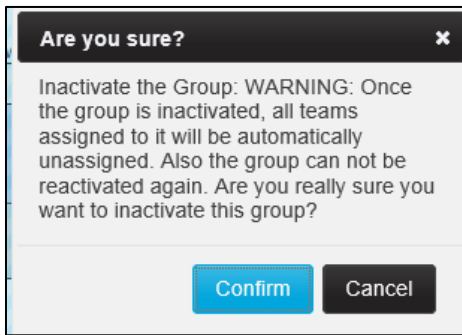 Are you sure?
Inactivate the Group: WARNING: Once
the group is inactivated, all teams
assigned to it will be automatically
unassigned. Also the group can not be
reactivated again. Are you really sure you
want to inactivate this group?
Confirm Cancel